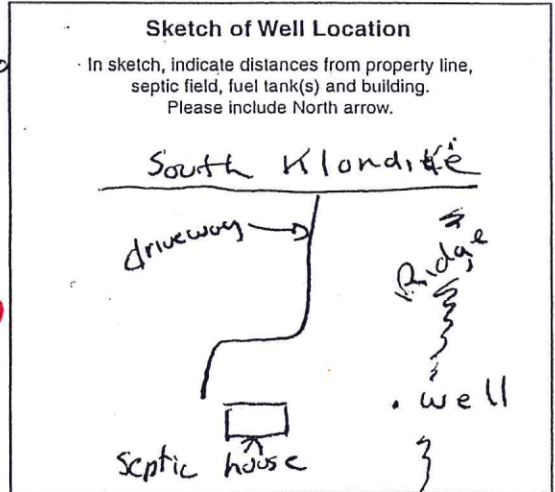 Sketch of Well Location
In sketch, indicate distances from property line,
septic field, fuel tank(s) and building.
Please include North arrow.
South Klondike
driveway
Ridge
. well
Septic house